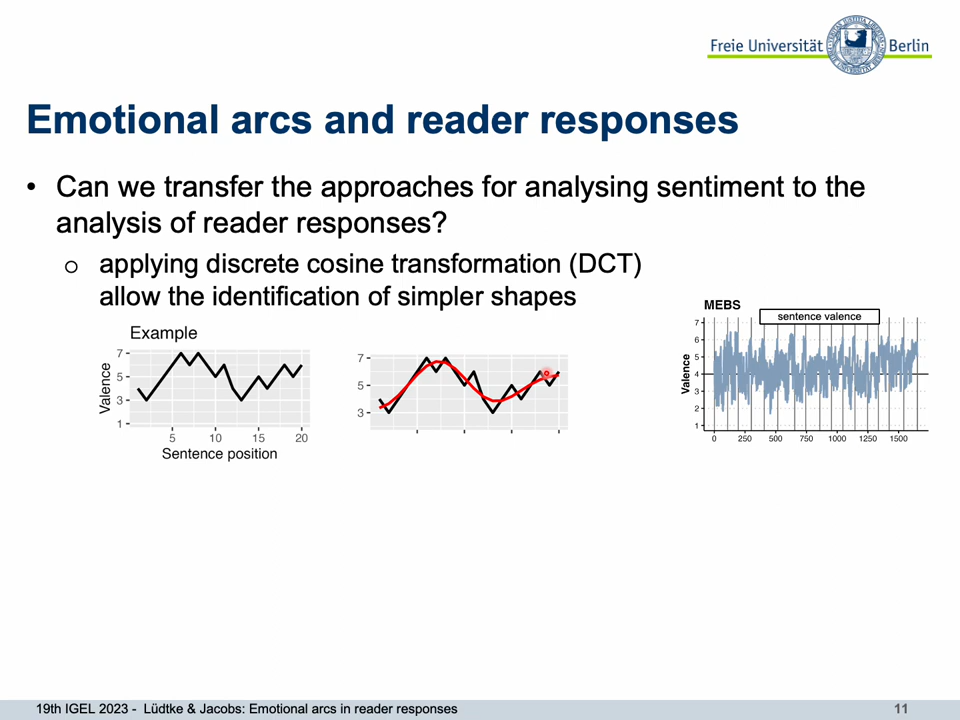 Freie Universität Berlin
Emotional arcs and reader responses
• Can we transfer the approaches for analysing sentiment to the
analysis of reader responses?
○ applying discrete cosine transformation (DCT)
allow the identification of simpler shapes
Example
Valence
7
5
3
1
5 10 15 20
Sentence position
7
5
3
MEBS
sentence valence
Valence
7
6
5
4
3
2
1
0 250 500 750 1000 1250 1500
19th IGEL 2023 - Lüdtke & Jacobs: Emotional arcs in reader responses
11